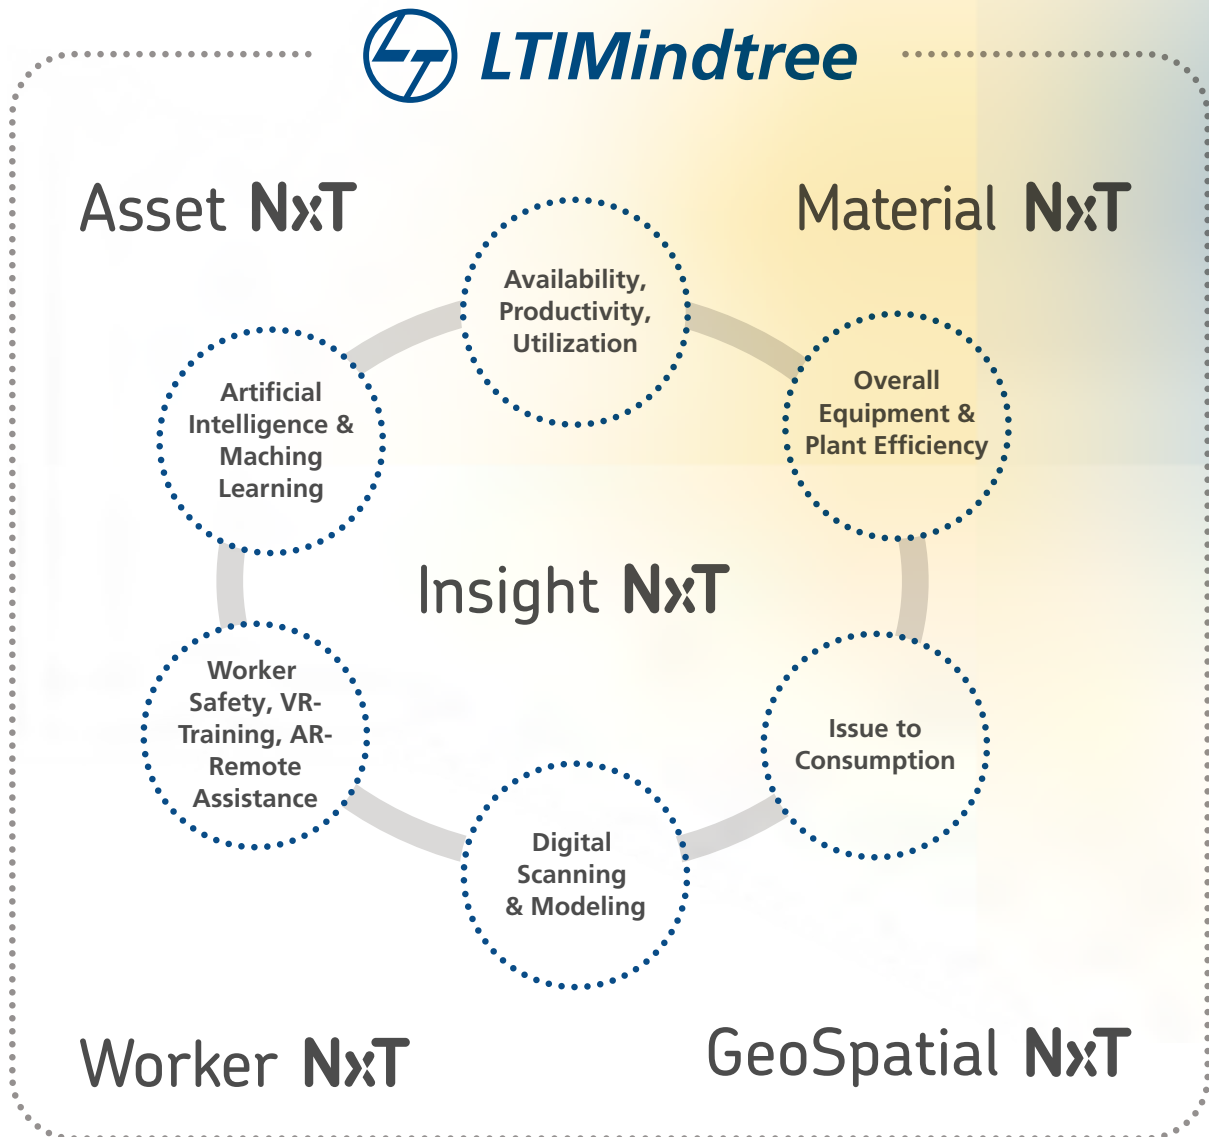 LTIMindtree
Asset NxT
Material NxT
Availability,
Productivity,
Utilization
Overall
Equipment &
Plant Efficiency
Artificial
Intelligence &
Maching
Learning
Insight NxT
Worker
Safety, VR-
Training, AR-
Remote
Assistance
Issue to
Consumption
Digital
Scanning
& Modeling
Worker NxT
GeoSpatial NxT